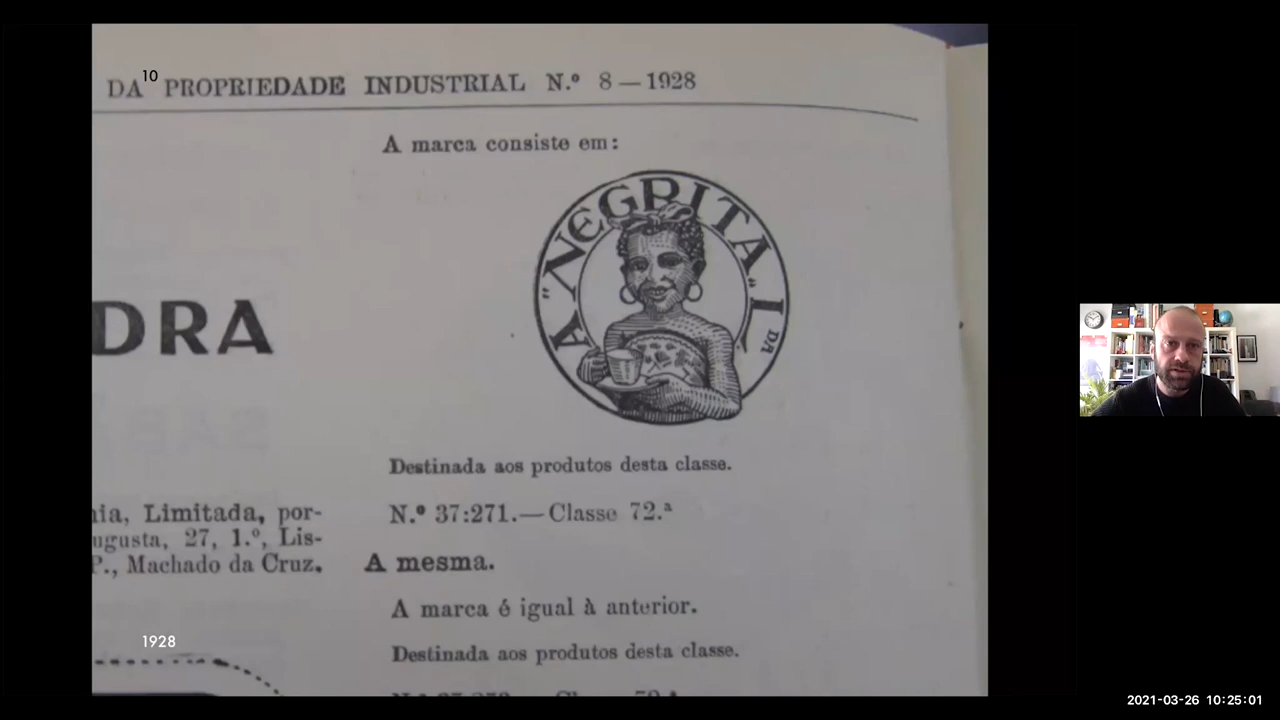 10
DA PROPRIEDADE INDUSTRIAL N.º 8 — 1928
A marca consiste em:
A "NEGRITA" L.DA
DRA
Destinada aos produtos desta classe.
N.º 37:271. — Classe 72.ª
Limitada, por-
27, 1.º, Lis-
Machado da Cruz.
A mesma.
A marca é igual à anterior.
Destinada aos produtos desta classe.
1928
2021-03-26 10:25:01